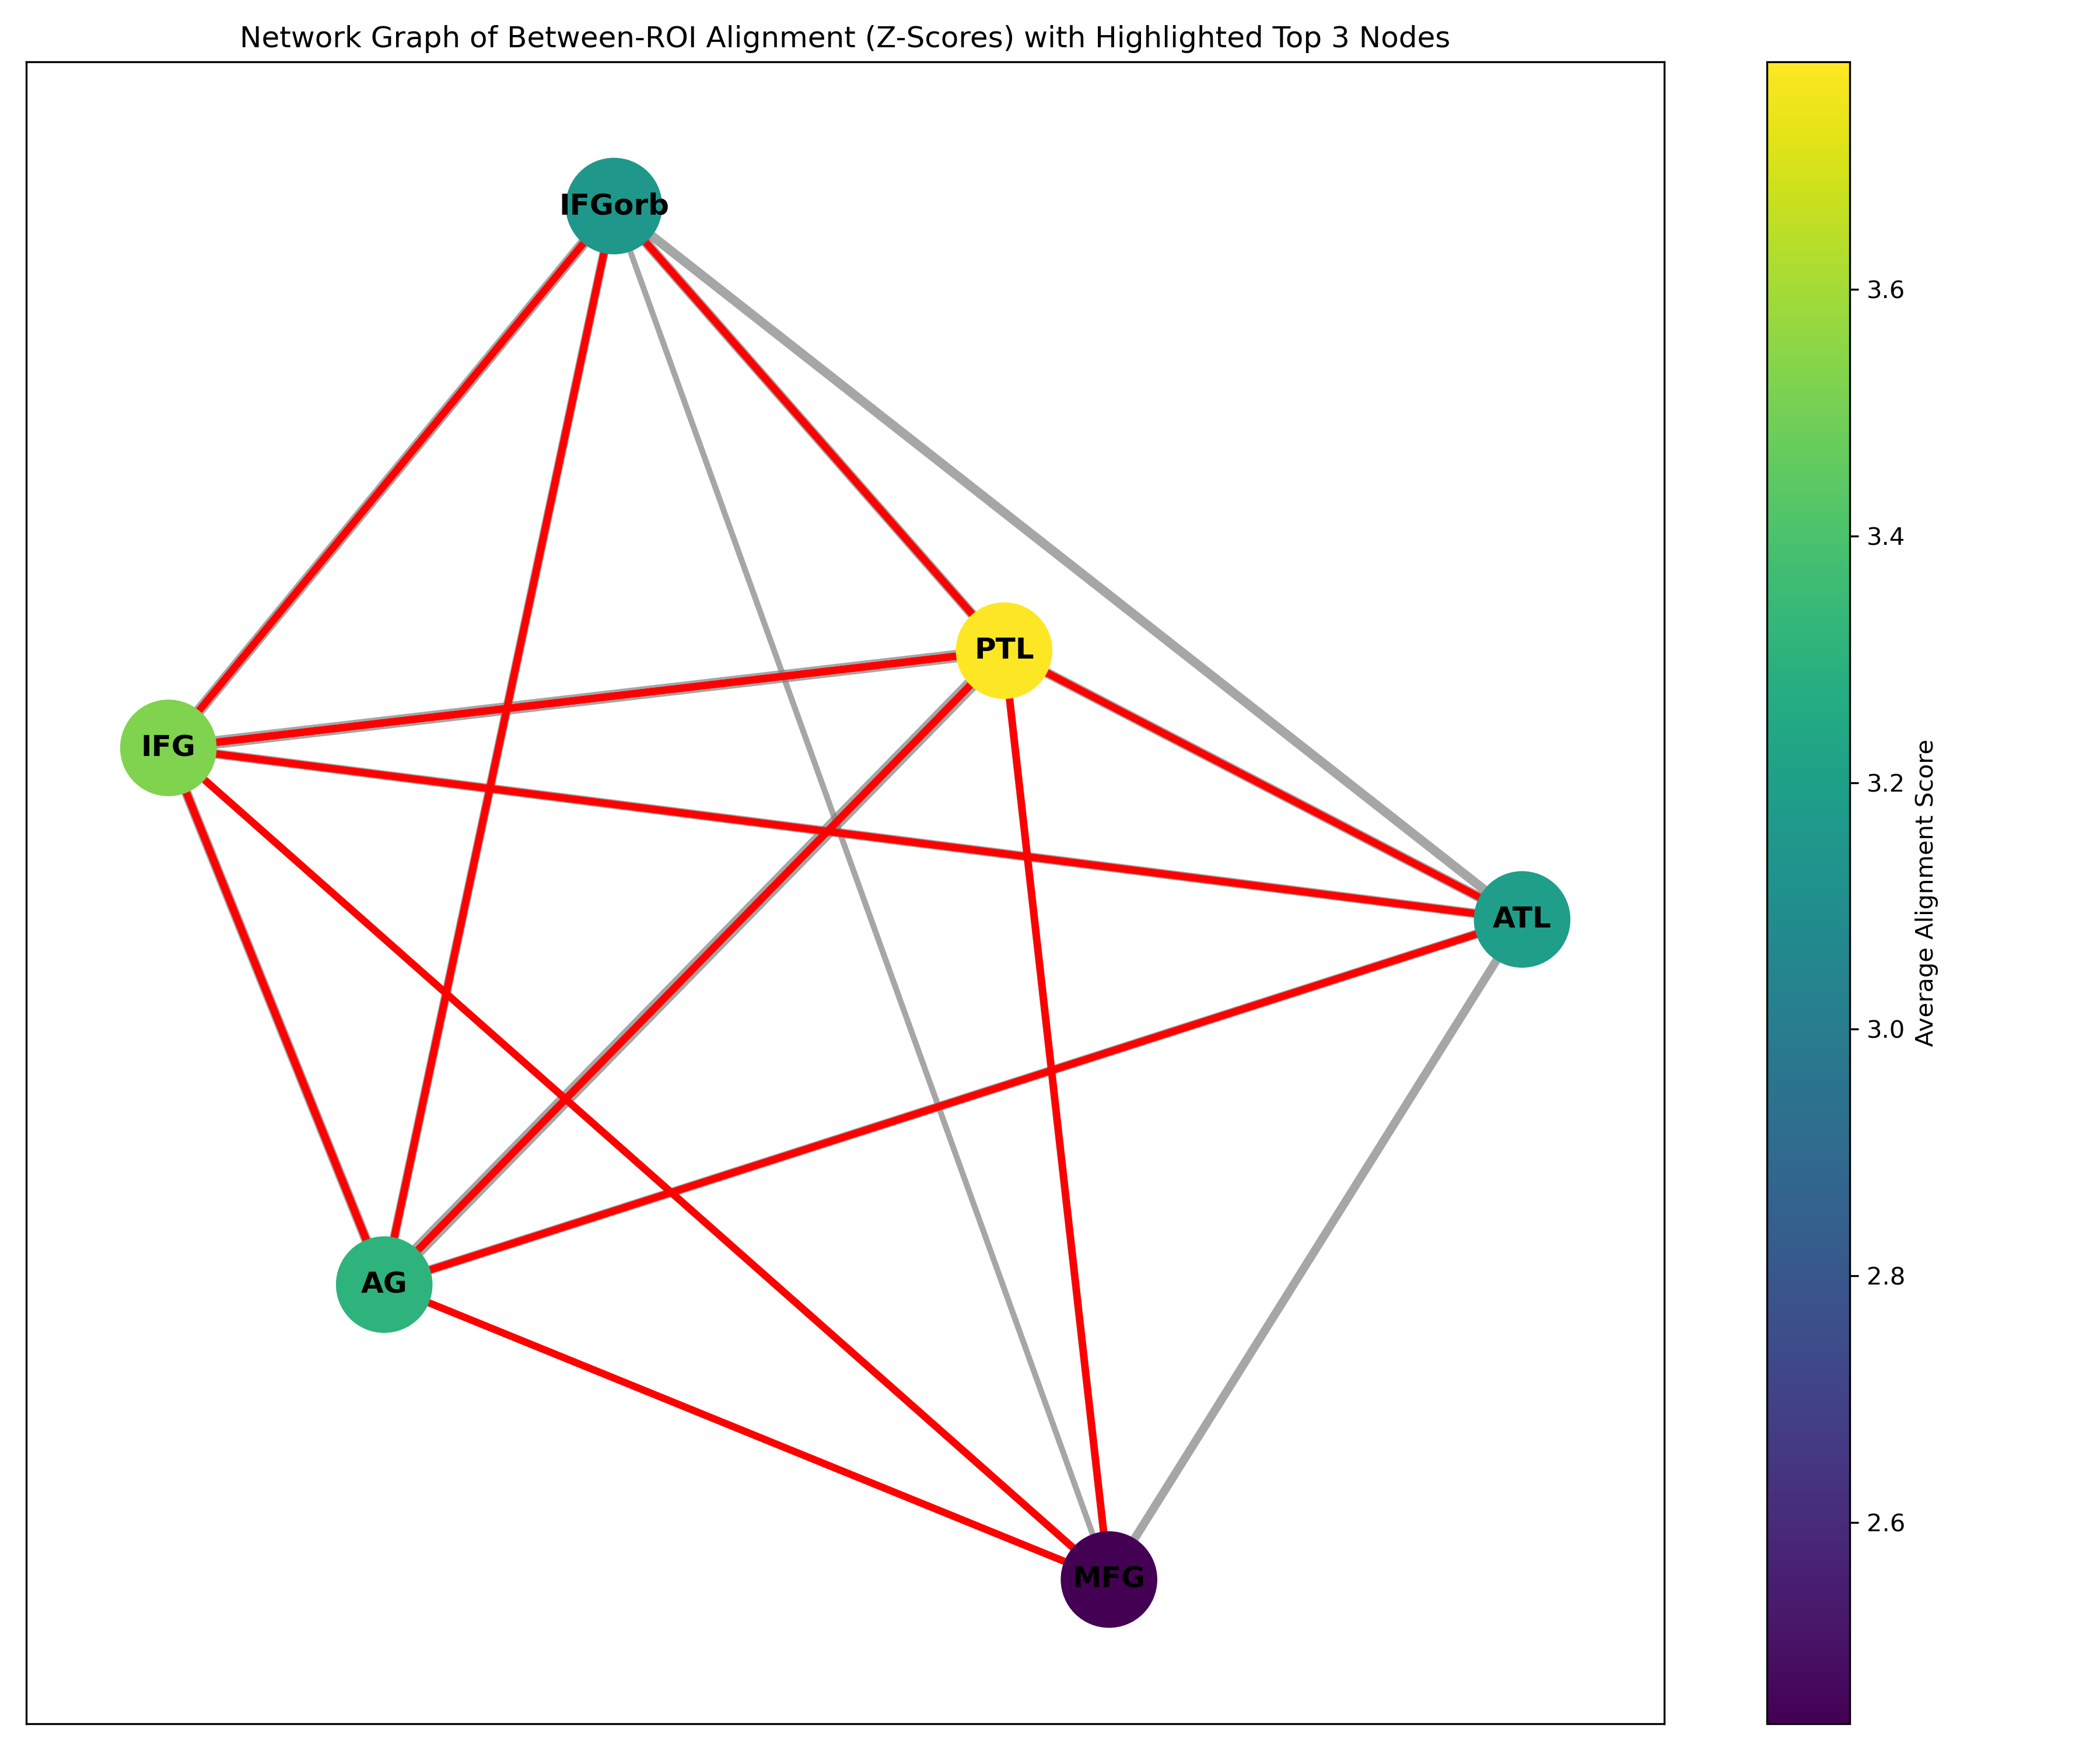 Network Graph of Between-ROI Alignment (Z-Scores) with Highlighted Top 3 Nodes
IFGorb
PTL
IFG
ATL
AG
MFG
3.6
3.4
3.2
3.0
2.8
2.6
Average Alignment Score